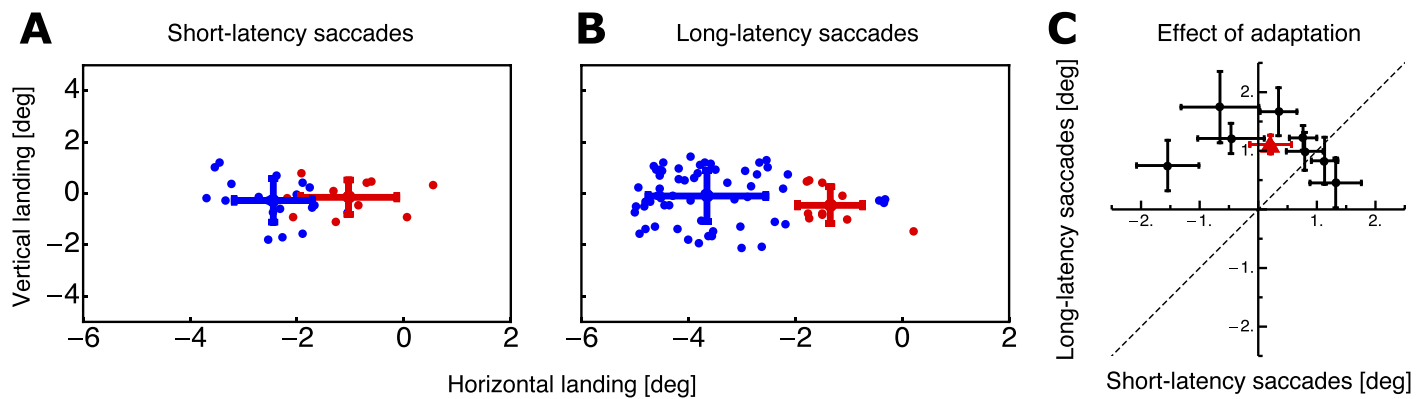 A Short-latency saccades
Vertical landing [deg]
4
2
0
−2
−4
−6 −4 −2 0 2
B Long-latency saccades
−6 −4 −2 0 2
Horizontal landing [deg]
C Effect of adaptation
Long-latency saccades [deg]
2.
1.
−1.
−2.
−2. −1. 1. 2.
Short-latency saccades [deg]